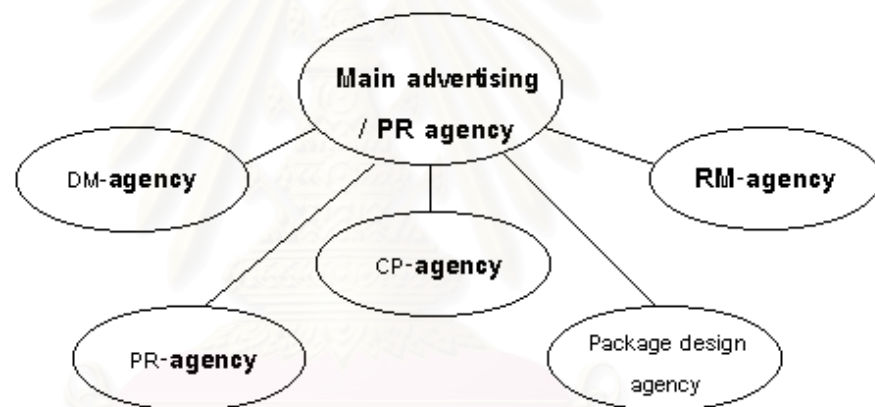 Main advertising
/ PR agency
DM-agency
RM-agency
CP-agency
PR-agency
Package design
agency